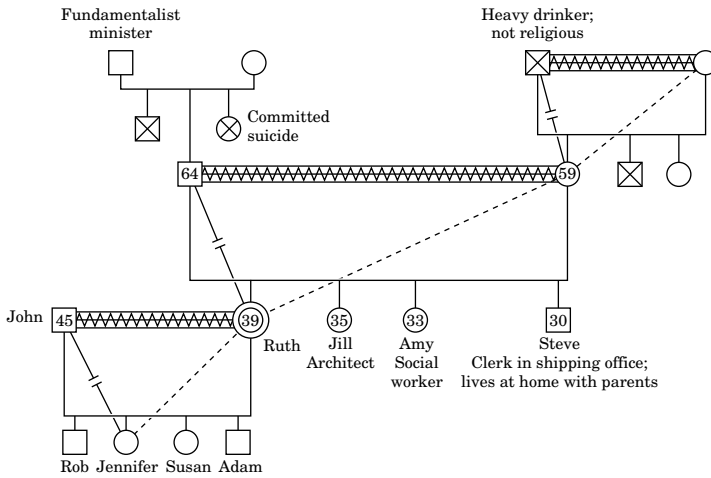 Fundamentalist
minister
Heavy drinker;
not religious
Committed
suicide
64
59
John
45
39
35
33
30
Ruth
Jill
Architect
Amy
Social
worker
Steve
Clerk in shipping office;
lives at home with parents
Rob Jennifer Susan Adam